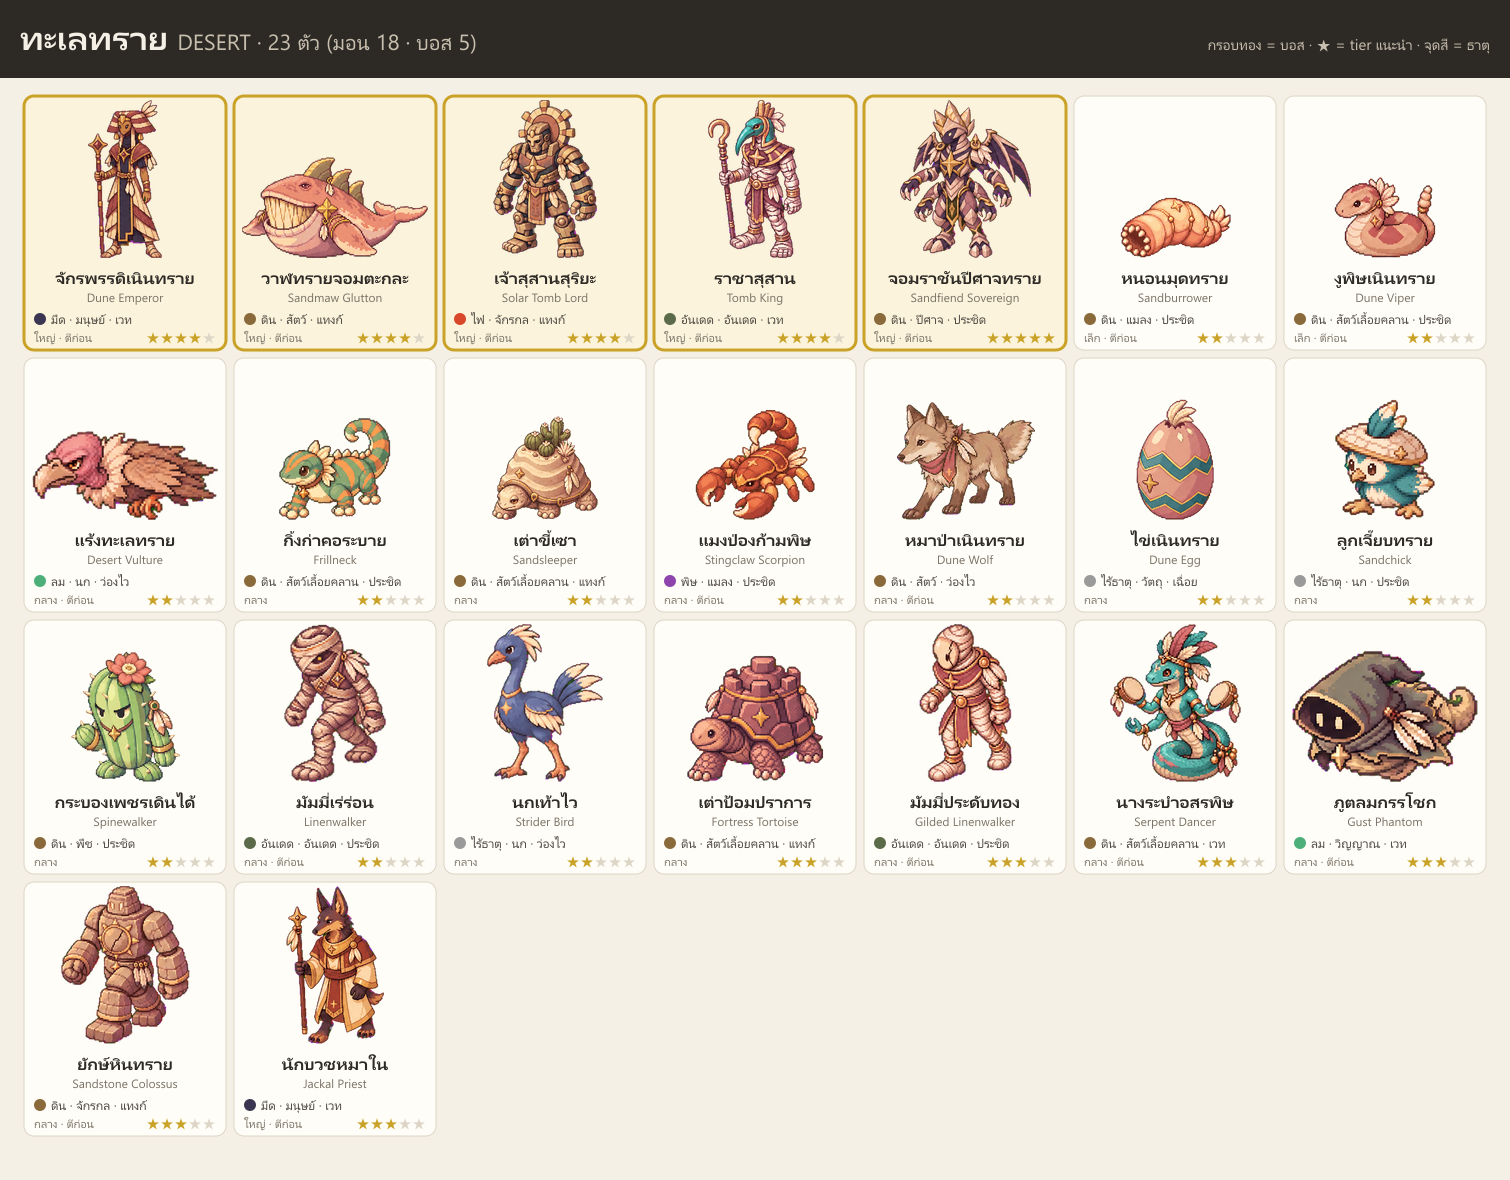 ทะเลทราย DESERT · 23 ตัว (มอน 18 · บอส 5)
กรอบทอง = บอส · ★ = tier แนะนำ · จุดสี = ธาตุ
จักรพรรดิเนินทราย
Dune Emperor
มืด · มนุษย์ · เวท
ใหญ่ · ตีก่อน ★★★★★
วาฬทรายจอมตะกละ
Sandmaw Glutton
ดิน · สัตว์ · แทงก์
ใหญ่ · ตีก่อน ★★★★★
เจ้าสุสานสุริยะ
Solar Tomb Lord
ไฟ · จักรกล · แทงก์
ใหญ่ · ตีก่อน ★★★★★
ราชาสุสาน
Tomb King
อันเดด · อันเดด · เวท
ใหญ่ · ตีก่อน ★★★★★
จอมราชันปีศาจทราย
Sandfiend Sovereign
ดิน · ปีศาจ · ประชิด
ใหญ่ · ตีก่อน ★★★★★
หนอนมุดทราย
Sandburrower
ดิน · แมลง · ประชิด
เล็ก · ตีก่อน ★★★★★
งูพิษเนินทราย
Dune Viper
ดิน · สัตว์เลื้อยคลาน · ประชิด
เล็ก · ตีก่อน ★★★★★
แร้งทะเลทราย
Desert Vulture
ลม · นก · ว่องไว
กลาง · ตีก่อน ★★★★★
กิ้งก่าคอระบาย
Frillneck
ดิน · สัตว์เลื้อยคลาน · ประชิด
กลาง · ตีก่อน ★★★★★
เต่าขี้เซา
Sandsleeper
ดิน · สัตว์เลื้อยคลาน · แทงก์
กลาง ★★★★★
แมงป่องก้ามพิษ
Stingclaw Scorpion
พิษ · แมลง · ประชิด
กลาง · ตีก่อน ★★★★★
หมาป่าเนินทราย
Dune Wolf
ดิน · สัตว์ · ว่องไว
กลาง · ตีก่อน ★★★★★
ไข่เนินทราย
Dune Egg
ไร้ธาตุ · วัตถุ · เฉื่อย
กลาง ★★★★★
ลูกเจี๊ยบทราย
Sandchick
ไร้ธาตุ · นก · ประชิด
กลาง ★★★★★
กระบองเพชรเดินได้
Spinewalker
ดิน · พืช · ประชิด
กลาง ★★★★★
มัมมี่เร่ร่อน
Linenwalker
อันเดด · อันเดด · ประชิด
กลาง · ตีก่อน ★★★★★
นกเท้าไว
Strider Bird
ไร้ธาตุ · นก · ว่องไว
กลาง ★★★★★
เต่าป้อมปราการ
Fortress Tortoise
ดิน · สัตว์เลื้อยคลาน · แทงก์
กลาง ★★★★★
มัมมี่ประดับทอง
Gilded Linenwalker
อันเดด · อันเดด · ประชิด
กลาง · ตีก่อน ★★★★★
นางระบำอสรพิษ
Serpent Dancer
ดิน · สัตว์เลื้อยคลาน · เวท
กลาง · ตีก่อน ★★★★★
ภูตลมกรรโชก
Gust Phantom
ลม · วิญญาณ · เวท
กลาง · ตีก่อน ★★★★★
ยักษ์หินทราย
Sandstone Colossus
ดิน · จักรกล · แทงก์
กลาง · ตีก่อน ★★★★★
นักบวชหมาใน
Jackal Priest
มืด · มนุษย์ · เวท
ใหญ่ · ตีก่อน ★★★★★